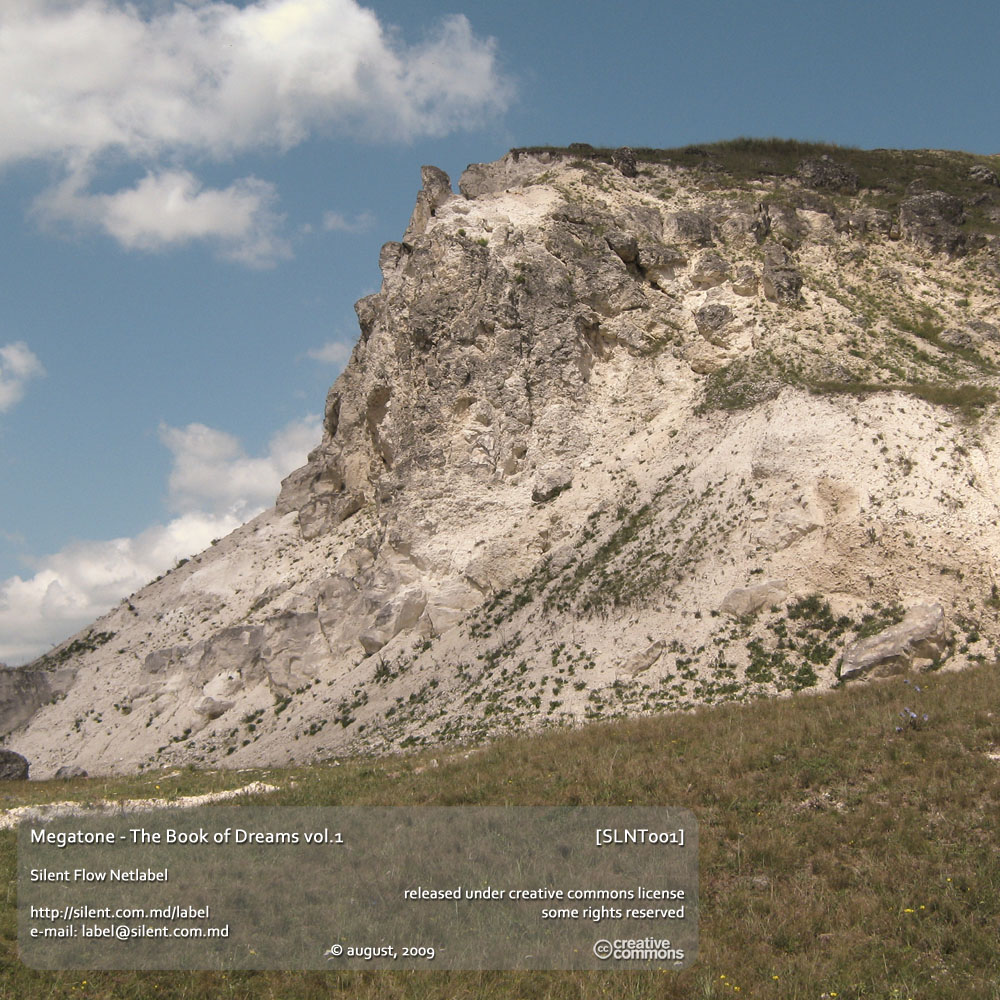 Megatone - The Book of Dreams vol.1 [SLNT001]
Silent Flow Netlabel
released under creative commons license
http://silent.com.md/label some rights reserved
e-mail: label@silent.com.md
© august, 2009 cc creative commons